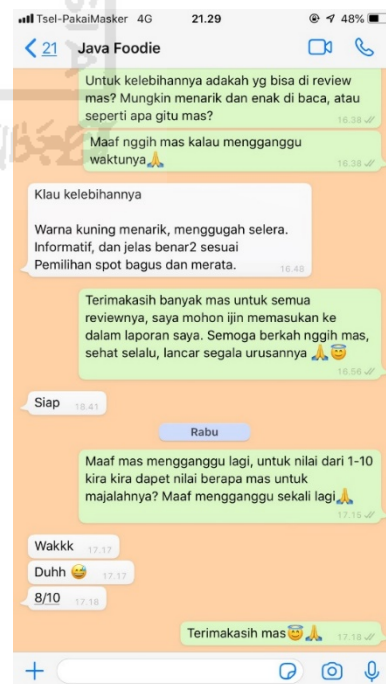 Tsel-PakaiMasker 4G 21.29 48%
21 Java Foodie
Untuk kelebihannya adakah yg bisa di review
mas? Mungkin menarik dan enak di baca, atau
seperti apa gitu mas?
16.38
Maaf nggih mas kalau mengganggu
waktunya🙏
16.38
Klau kelebihannya
Warna kuning menarik, menggugah selera.
Informatif, dan jelas benar2 sesuai
Pemilihan spot bagus dan merata.
16.48
Terimakasih banyak mas untuk semua
reviewnya, saya mohon ijin memasukan ke
dalam laporan saya. Semoga berkah nggih mas,
sehat selalu, lancar segala urusannya 🙏😇
16.56
Siap 18.41
Rabu
Maaf mas mengganggu lagi, untuk nilai dari 1-10
kira kira dapet nilai berapa mas untuk
majalahnya? Maaf mengganggu sekali lagi🙏
17.15
Wakkk 17.17
Duhh 😅 17.17
8/10 17.18
Terimakasih mas😇🙏 17.18